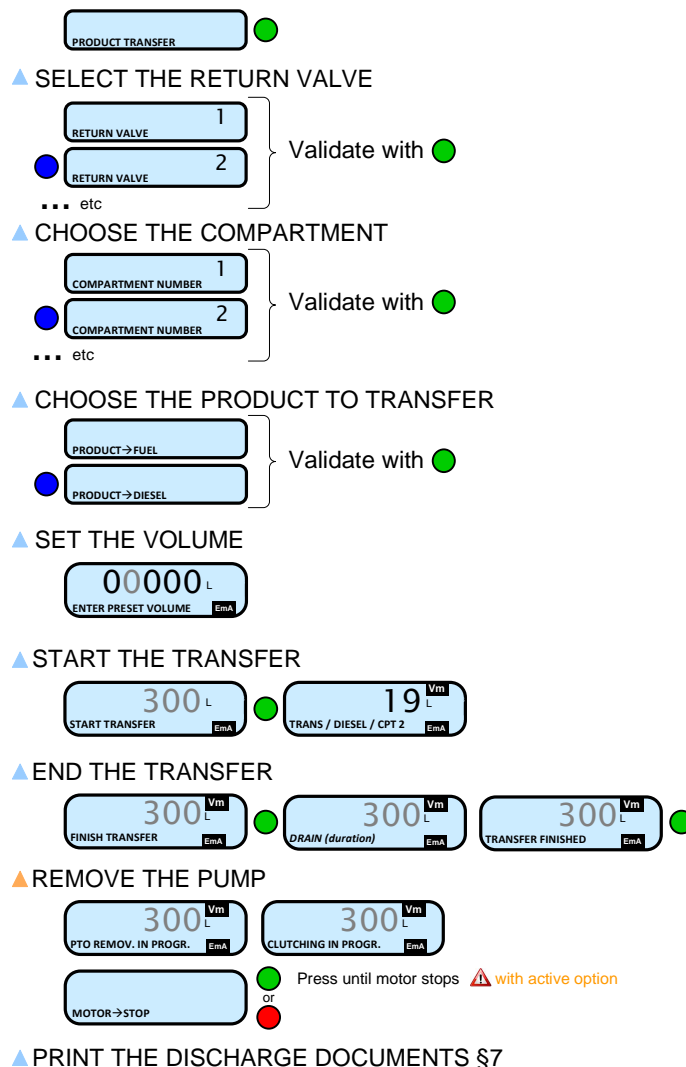 PRODUCT TRANSFER
SELECT THE RETURN VALVE
1
RETURN VALVE
Validate with
2
RETURN VALVE
... etc
CHOOSE THE COMPARTMENT
1
COMPARTMENT NUMBER
Validate with
2
COMPARTMENT NUMBER
... etc
CHOOSE THE PRODUCT TO TRANSFER
PRODUCT→FUEL
Validate with
PRODUCT→DIESEL
SET THE VOLUME
00000 L
ENTER PRESET VOLUME EmA
START THE TRANSFER
300 L
START TRANSFER EmA
19 L Vm
TRANS / DIESEL / CPT 2 EmA
END THE TRANSFER
300 L Vm
FINISH TRANSFER EmA
300 L Vm
DRAIN (duration) EmA
300 L Vm
TRANSFER FINISHED EmA
REMOVE THE PUMP
300 L Vm
PTO REMOV. IN PROGR. EmA
300 L Vm
CLUTCHING IN PROGR. EmA
MOTOR→STOP
Press until motor stops with active option
or
PRINT THE DISCHARGE DOCUMENTS §7